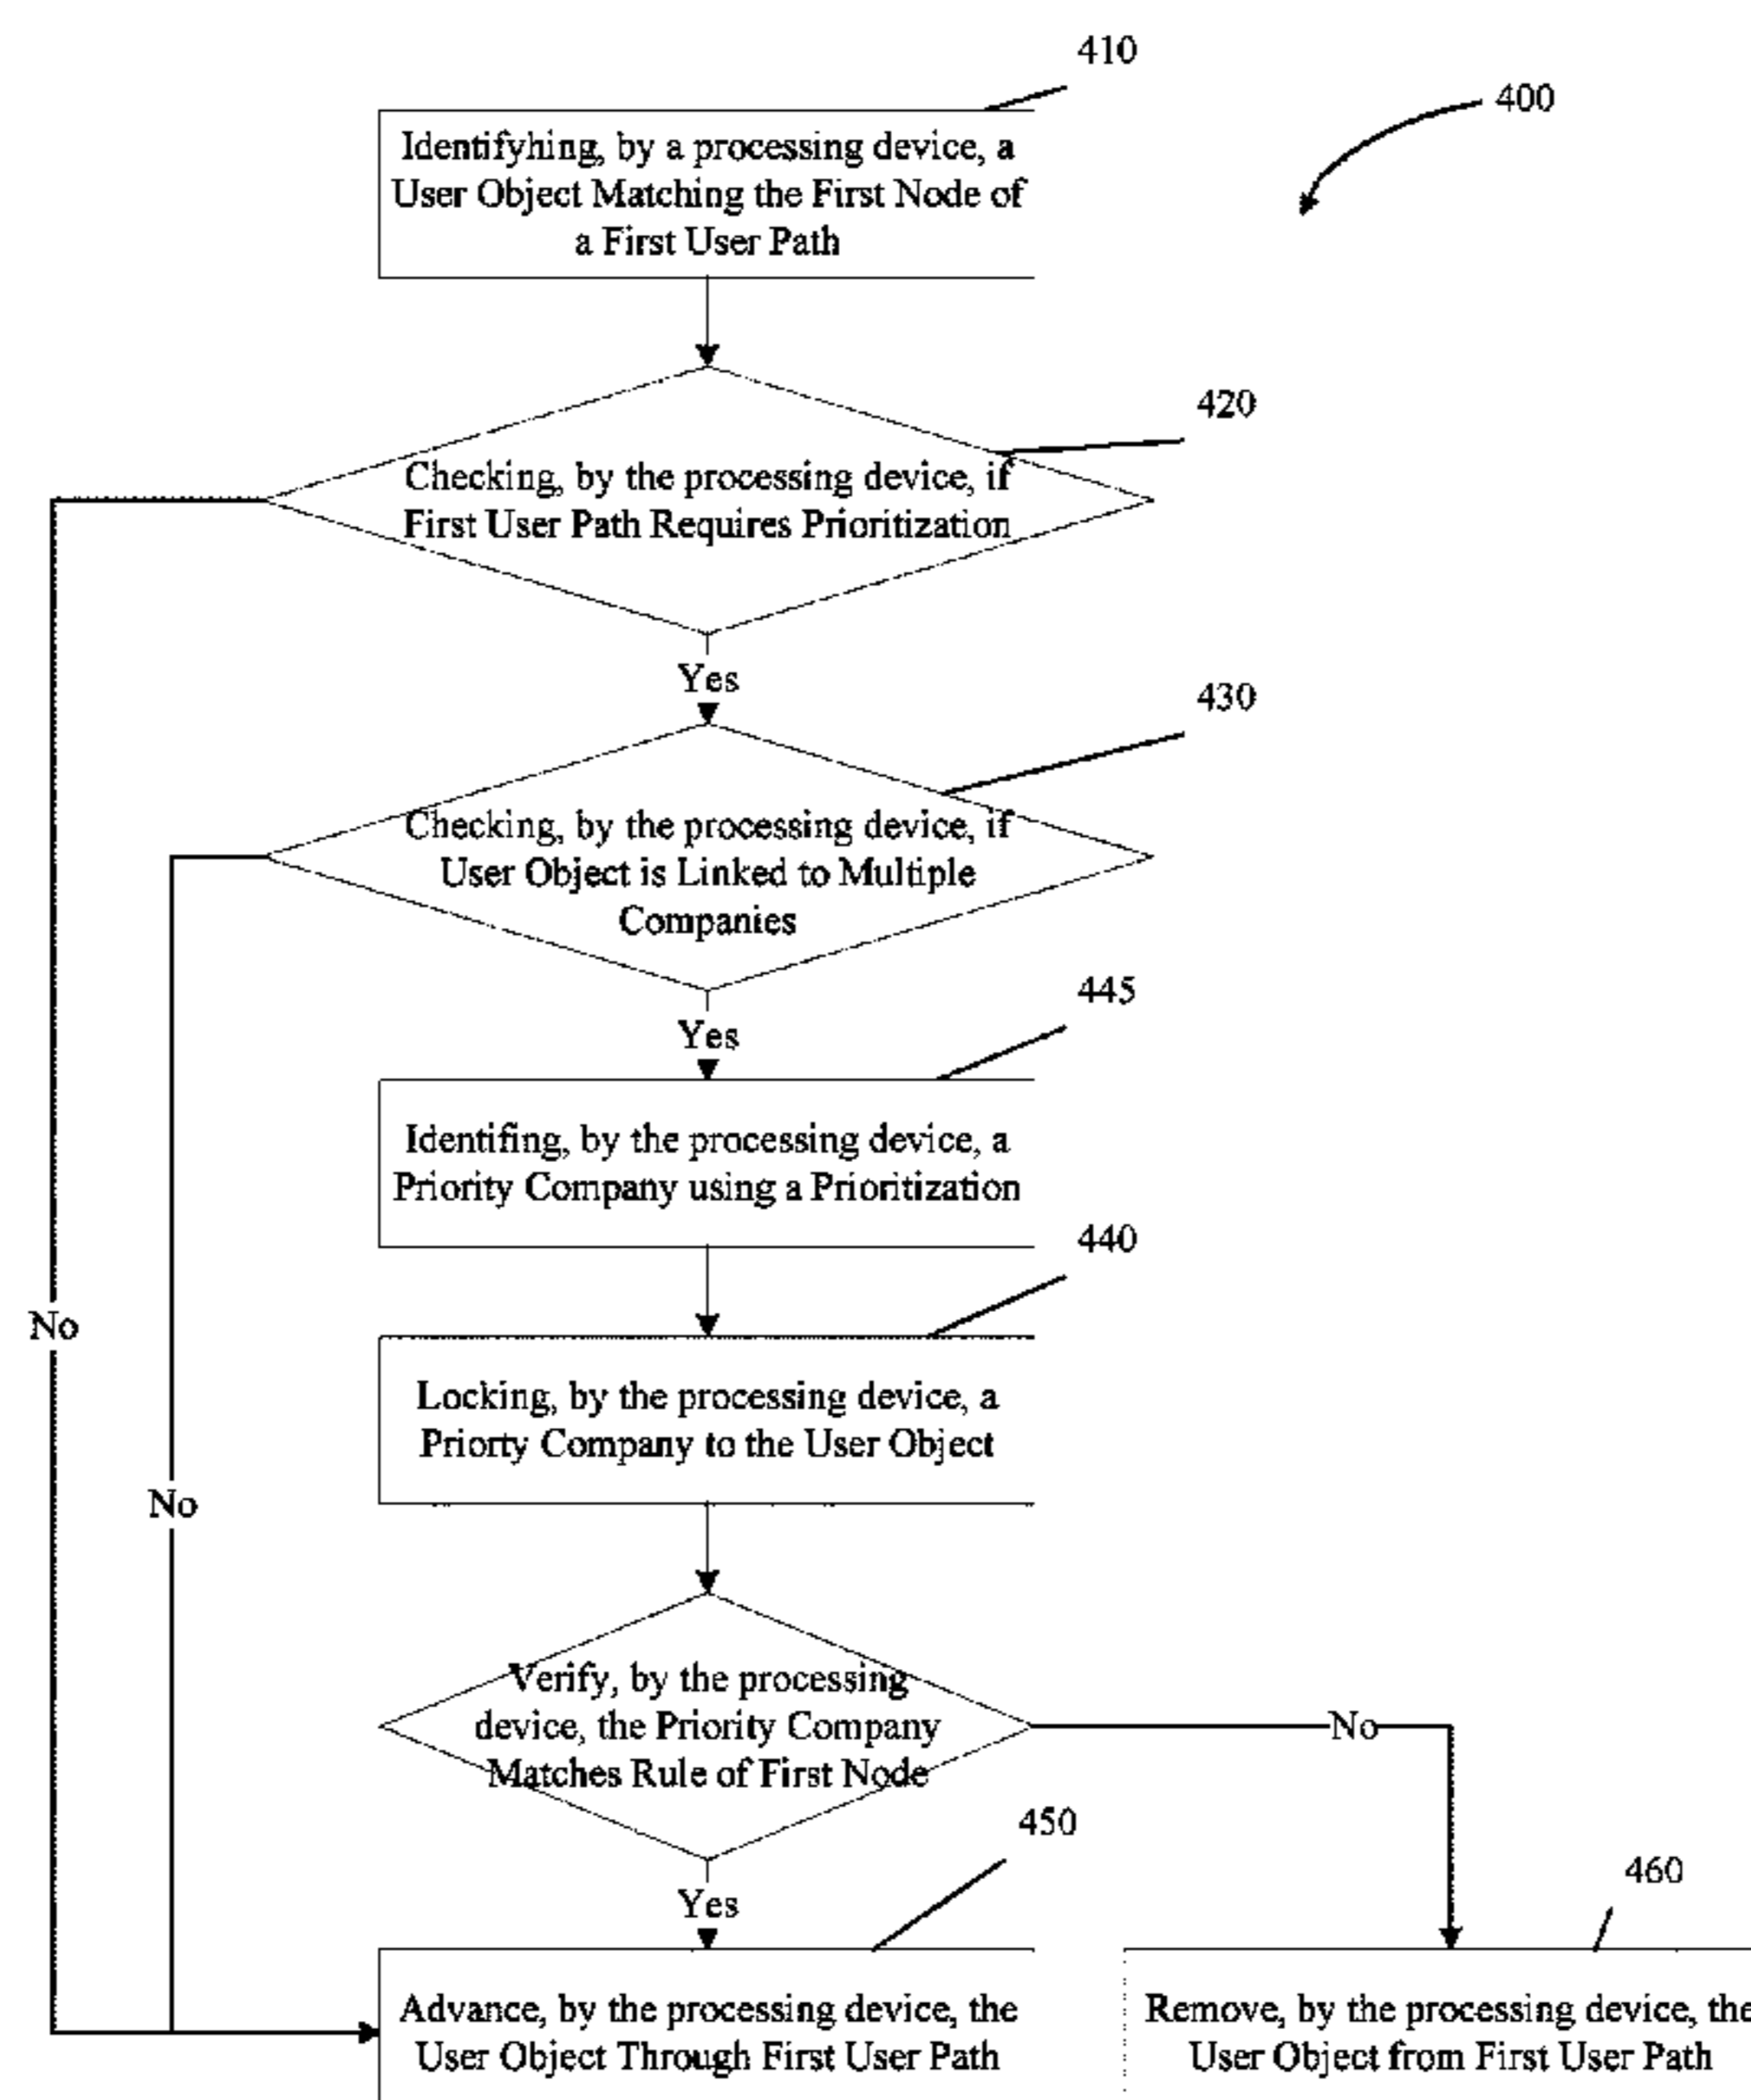 410
400
Identifyhing, by a processing device, a
User Object Matching the First Node of
a First User Path
420
Checking, by the processing device, if
First User Path Requires Prioritization
Yes
430
Checking, by the processing device, if
User Object is Linked to Multiple
Companies
445
Yes
Identifing, by the processing device, a
Priority Company using a Prioritization
440
No
Locking, by the processing device, a
Priorty Company to the User Object
No
Verify, by the processing
device, the Priority Company
Matches Rule of First Node
No
450
460
Yes
Advance, by the processing device, the
User Object Through First User Path
Remove, by the processing device, the
User Object from First User Path